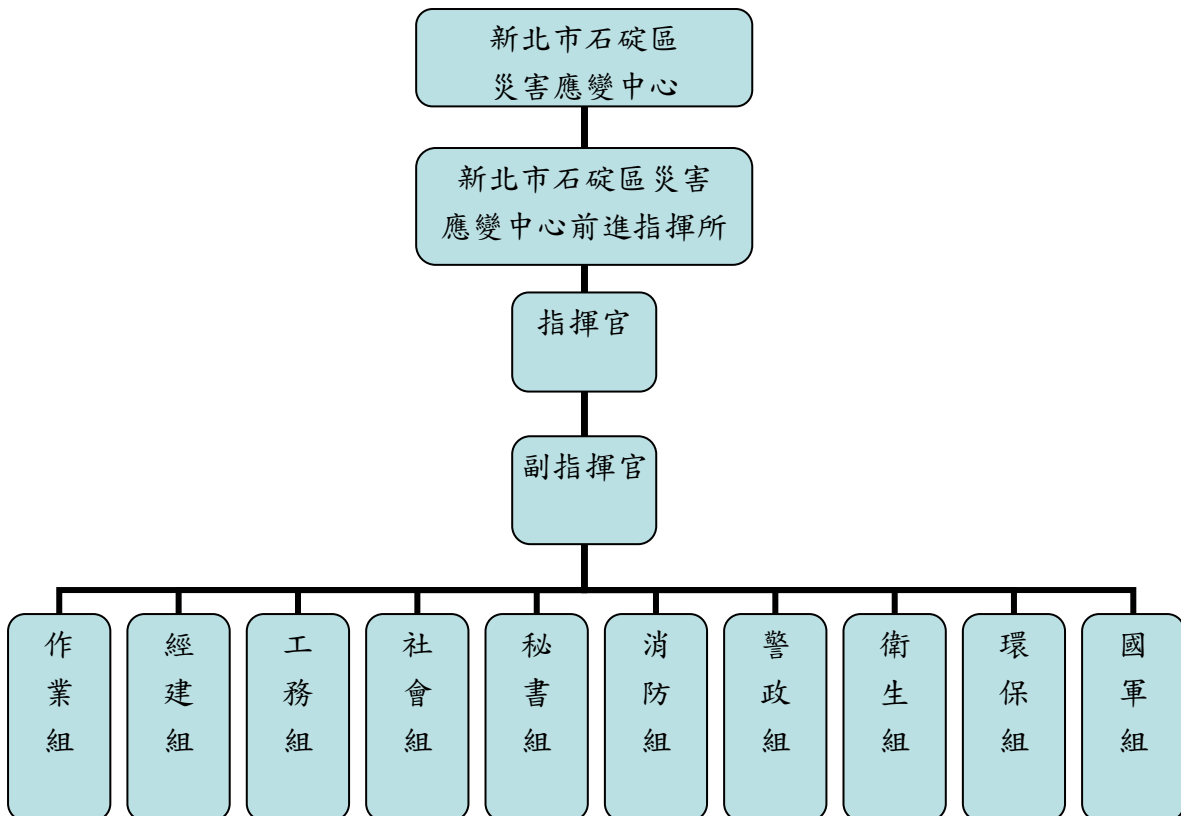 新北市石碇區
災害應變中心
新北市石碇區災害
應變中心前進指揮所
指揮官
副指揮官
作業組
經建組
工務組
社會組
秘書組
消防組
警政組
衛生組
環保組
國軍組